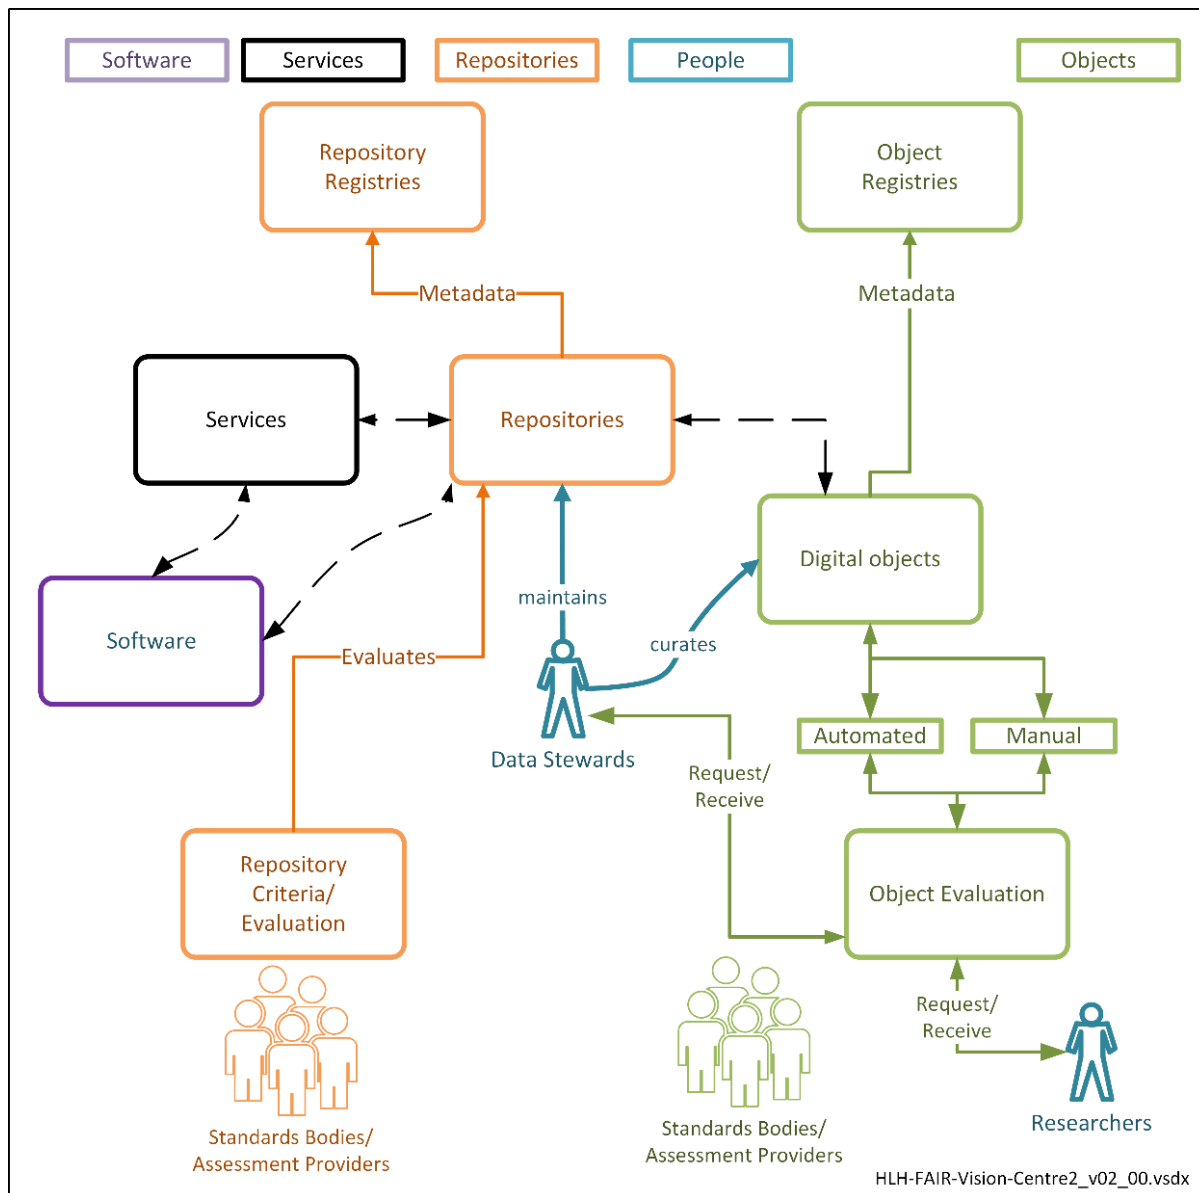 Software
Services
Repositories
People
Objects
Repository
Registries
Object
Registries
Metadata
Metadata
Services
Repositories
Digital objects
Software
maintains
curates
Evaluates
Automated
Manual
Data Stewards
Request/
Receive
Repository
Criteria/
Evaluation
Object Evaluation
Request/
Receive
Standards Bodies/
Assessment Providers
Standards Bodies/
Assessment Providers
Researchers
HLH-FAIR-Vision-Centre2_v02_00.vsdx